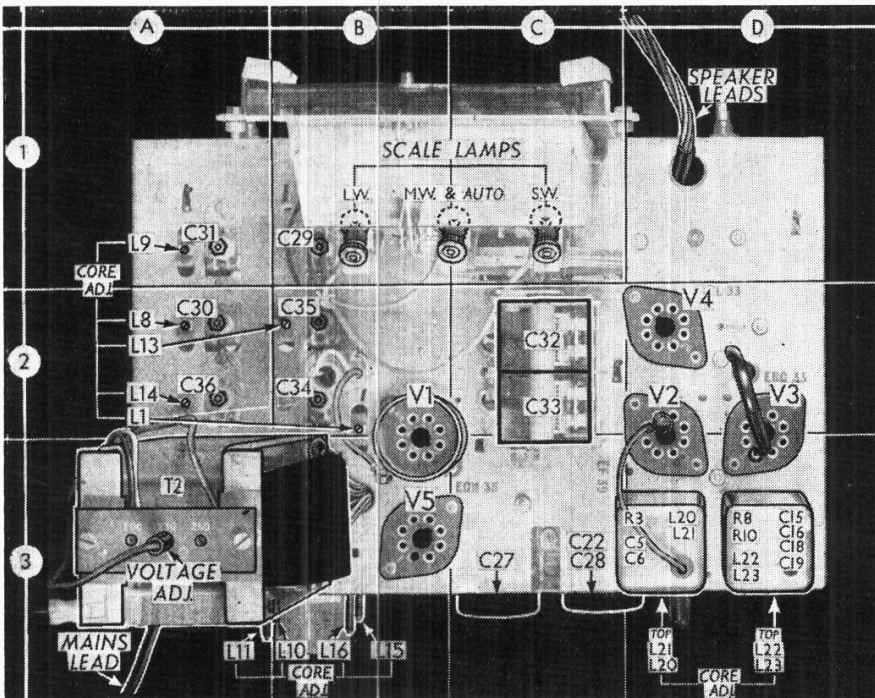 A B C D
1
SPEAKER
LEADS
SCALE LAMPS
L.W. M.W. & AUTO S.W.
L9 C31 C29
CORE
ADJ.
V4
L8 C30 C35
L13
C32
2
L14 C36 C34
L1
V1 V2 V3
C33
T2
V5
250
R3 L20
L21
C5
C6
R8 C15
R10 C16
C18
L22 C19
L23
3
VOLTAGE
ADJ.
C27 C22
C28
MAINS
LEAD
L11 L10 L16 L15
CORE
ADJ.
TOP
L21
L20
TOP
L22
L23
CORE
ADJ.